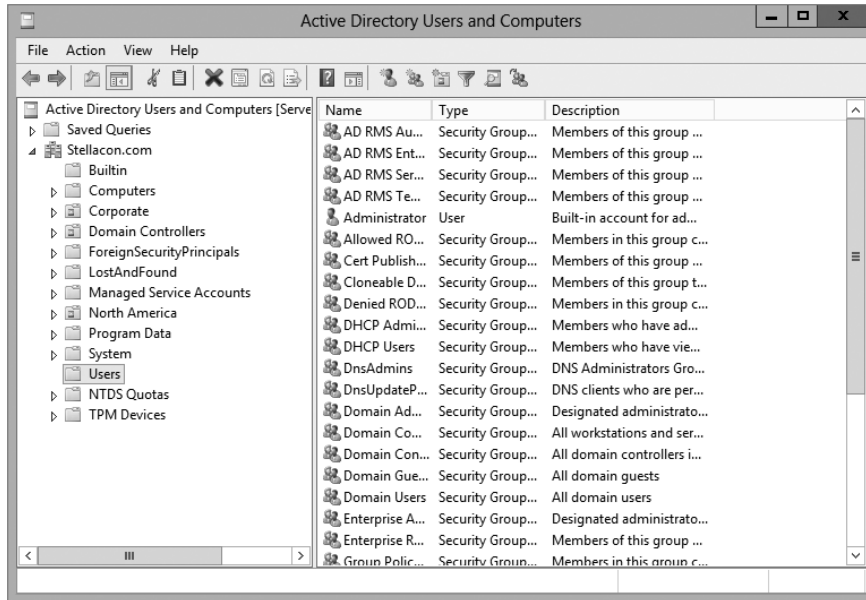 Active Directory Users and Computers
File Action View Help
Active Directory Users and Computers [Serve
Saved Queries
Stellacon.com
Builtin
Computers
Corporate
Domain Controllers
ForeignSecurityPrincipals
LostAndFound
Managed Service Accounts
North America
Program Data
System
Users
NTDS Quotas
TPM Devices
Name Type Description
AD RMS Au... Security Group... Members of this group ...
AD RMS Ent... Security Group... Members of this group ...
AD RMS Ser... Security Group... Members of this group ...
AD RMS Te... Security Group... Members of this group ...
Administrator User Built-in account for ad...
Allowed RO... Security Group... Members in this group c...
Cert Publish... Security Group... Members of this group ...
Cloneable D... Security Group... Members of this group t...
Denied ROD... Security Group... Members in this group c...
DHCP Admi... Security Group... Members who have ad...
DHCP Users Security Group... Members who have vie...
DnsAdmins Security Group... DNS Administrators Gro...
DnsUpdateP... Security Group... DNS clients who are per...
Domain Ad... Security Group... Designated administrato...
Domain Co... Security Group... All workstations and ser...
Domain Con... Security Group... All domain controllers i...
Domain Gue... Security Group... All domain guests
Domain Users Security Group... All domain users
Enterprise A... Security Group... Designated administrato...
Enterprise R... Security Group... Members of this group ...
Group Polic... Security Group... Members in this group c...